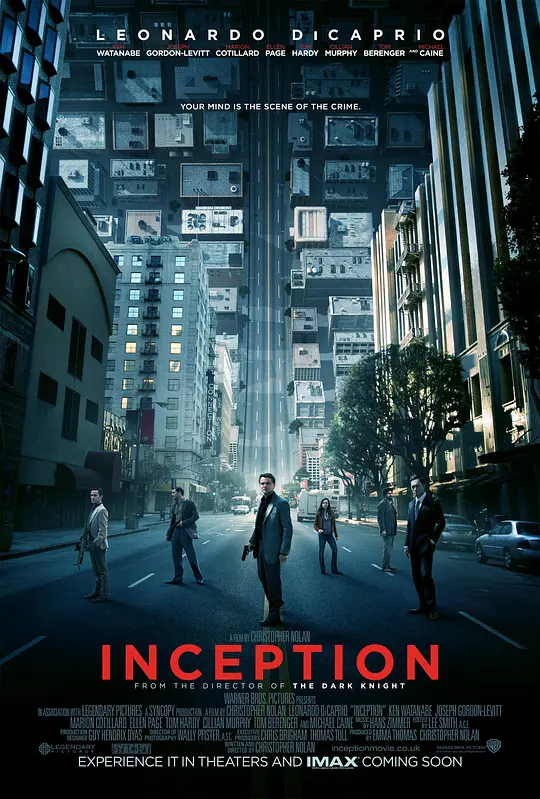 LEONARDO DICAPRIO
KEN WATANABE JOSEPH GORDON-LEVITT MARION COTILLARD ELLEN PAGE TOM HARDY CILLIAN MURPHY TOM BERENGER AND MICHAEL CAINE
YOUR MIND IS THE SCENE OF THE CRIME.
A FILM BY CHRISTOPHER NOLAN
INCEPTION
FROM THE DIRECTOR OF THE DARK KNIGHT
WARNER BROS. PICTURES PRESENTS
IN ASSOCIATION WITH LEGENDARY PICTURES A SYNCOPY PRODUCTION A FILM BY CHRISTOPHER NOLAN LEONARDO DiCAPRIO "INCEPTION" KEN WATANABE JOSEPH GORDON-LEVITT
MARION COTILLARD ELLEN PAGE TOM HARDY CILLIAN MURPHY TOM BERENGER AND MICHAEL CAINE MUSIC BY HANS ZIMMER EDITED BY LEE SMITH A.C.E.
PRODUCTION DESIGNER GUY HENDRIX DYAS DIRECTOR OF PHOTOGRAPHY WALLY PFISTER, A.S.C. EXECUTIVE PRODUCERS CHRIS BRIGHAM THOMAS TULL PRODUCED BY EMMA THOMAS CHRISTOPHER NOLAN
WRITTEN AND DIRECTED BY CHRISTOPHER NOLAN
LEGENDARY PICTURES
SYNCOPY
inceptionmovie.co.uk
WARNER BROS. PICTURES
EXPERIENCE IT IN THEATERS AND IMAX COMING SOON